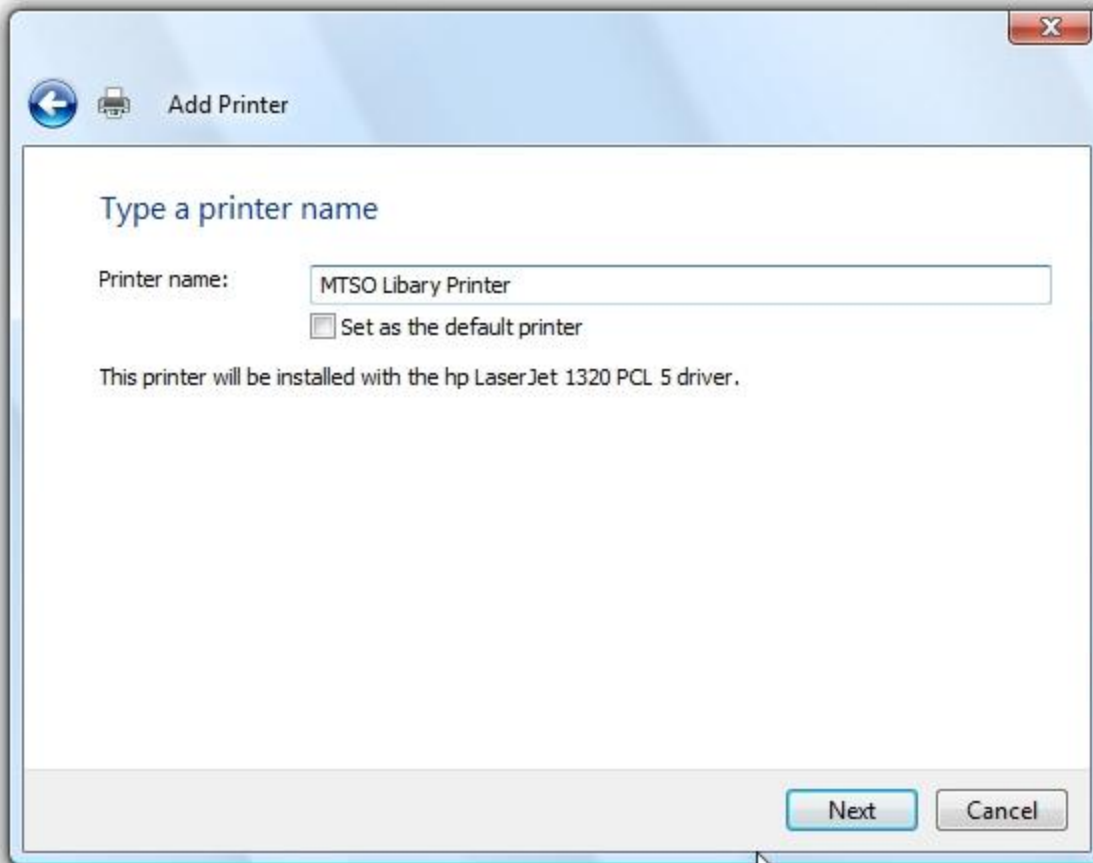 Add Printer
Type a printer name
Printer name: MTSO Libary Printer
Set as the default printer
This printer will be installed with the hp LaserJet 1320 PCL 5 driver.
Next Cancel